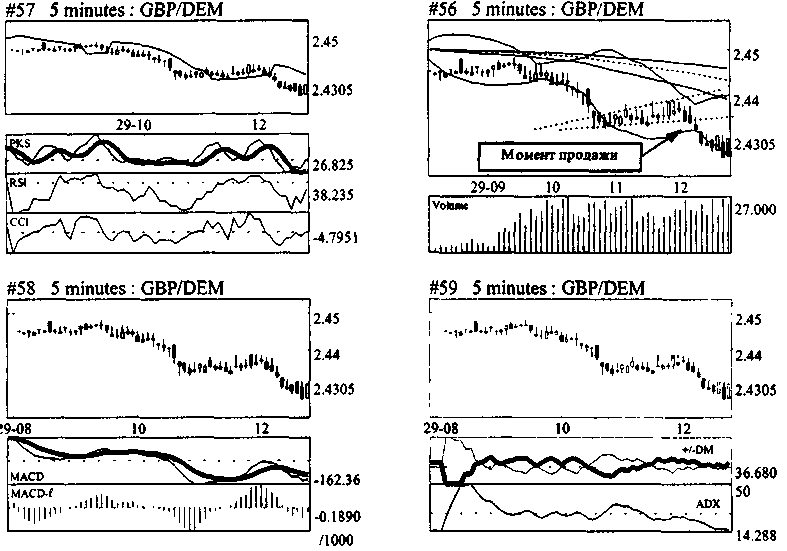 #57 5 minutes : GBP/DEM
2.45
2.4305
29-10 12
PKS
26.825
RSI
38.235
CCI
-4.7951
#56 5 minutes : GBP/DEM
2.45
2.44
2.4305
Момент продажи
29-09 10 11 12
Volume
27.000
#58 5 minutes : GBP/DEM
2.45
2.44
2.4305
29-08 10 12
MACD
-162.36
MACD-f
-0.1890
/1000
#59 5 minutes : GBP/DEM
2.45
2.44
2.4305
29-08 10 12
+/-DM
36.680
50
ADX
14.288